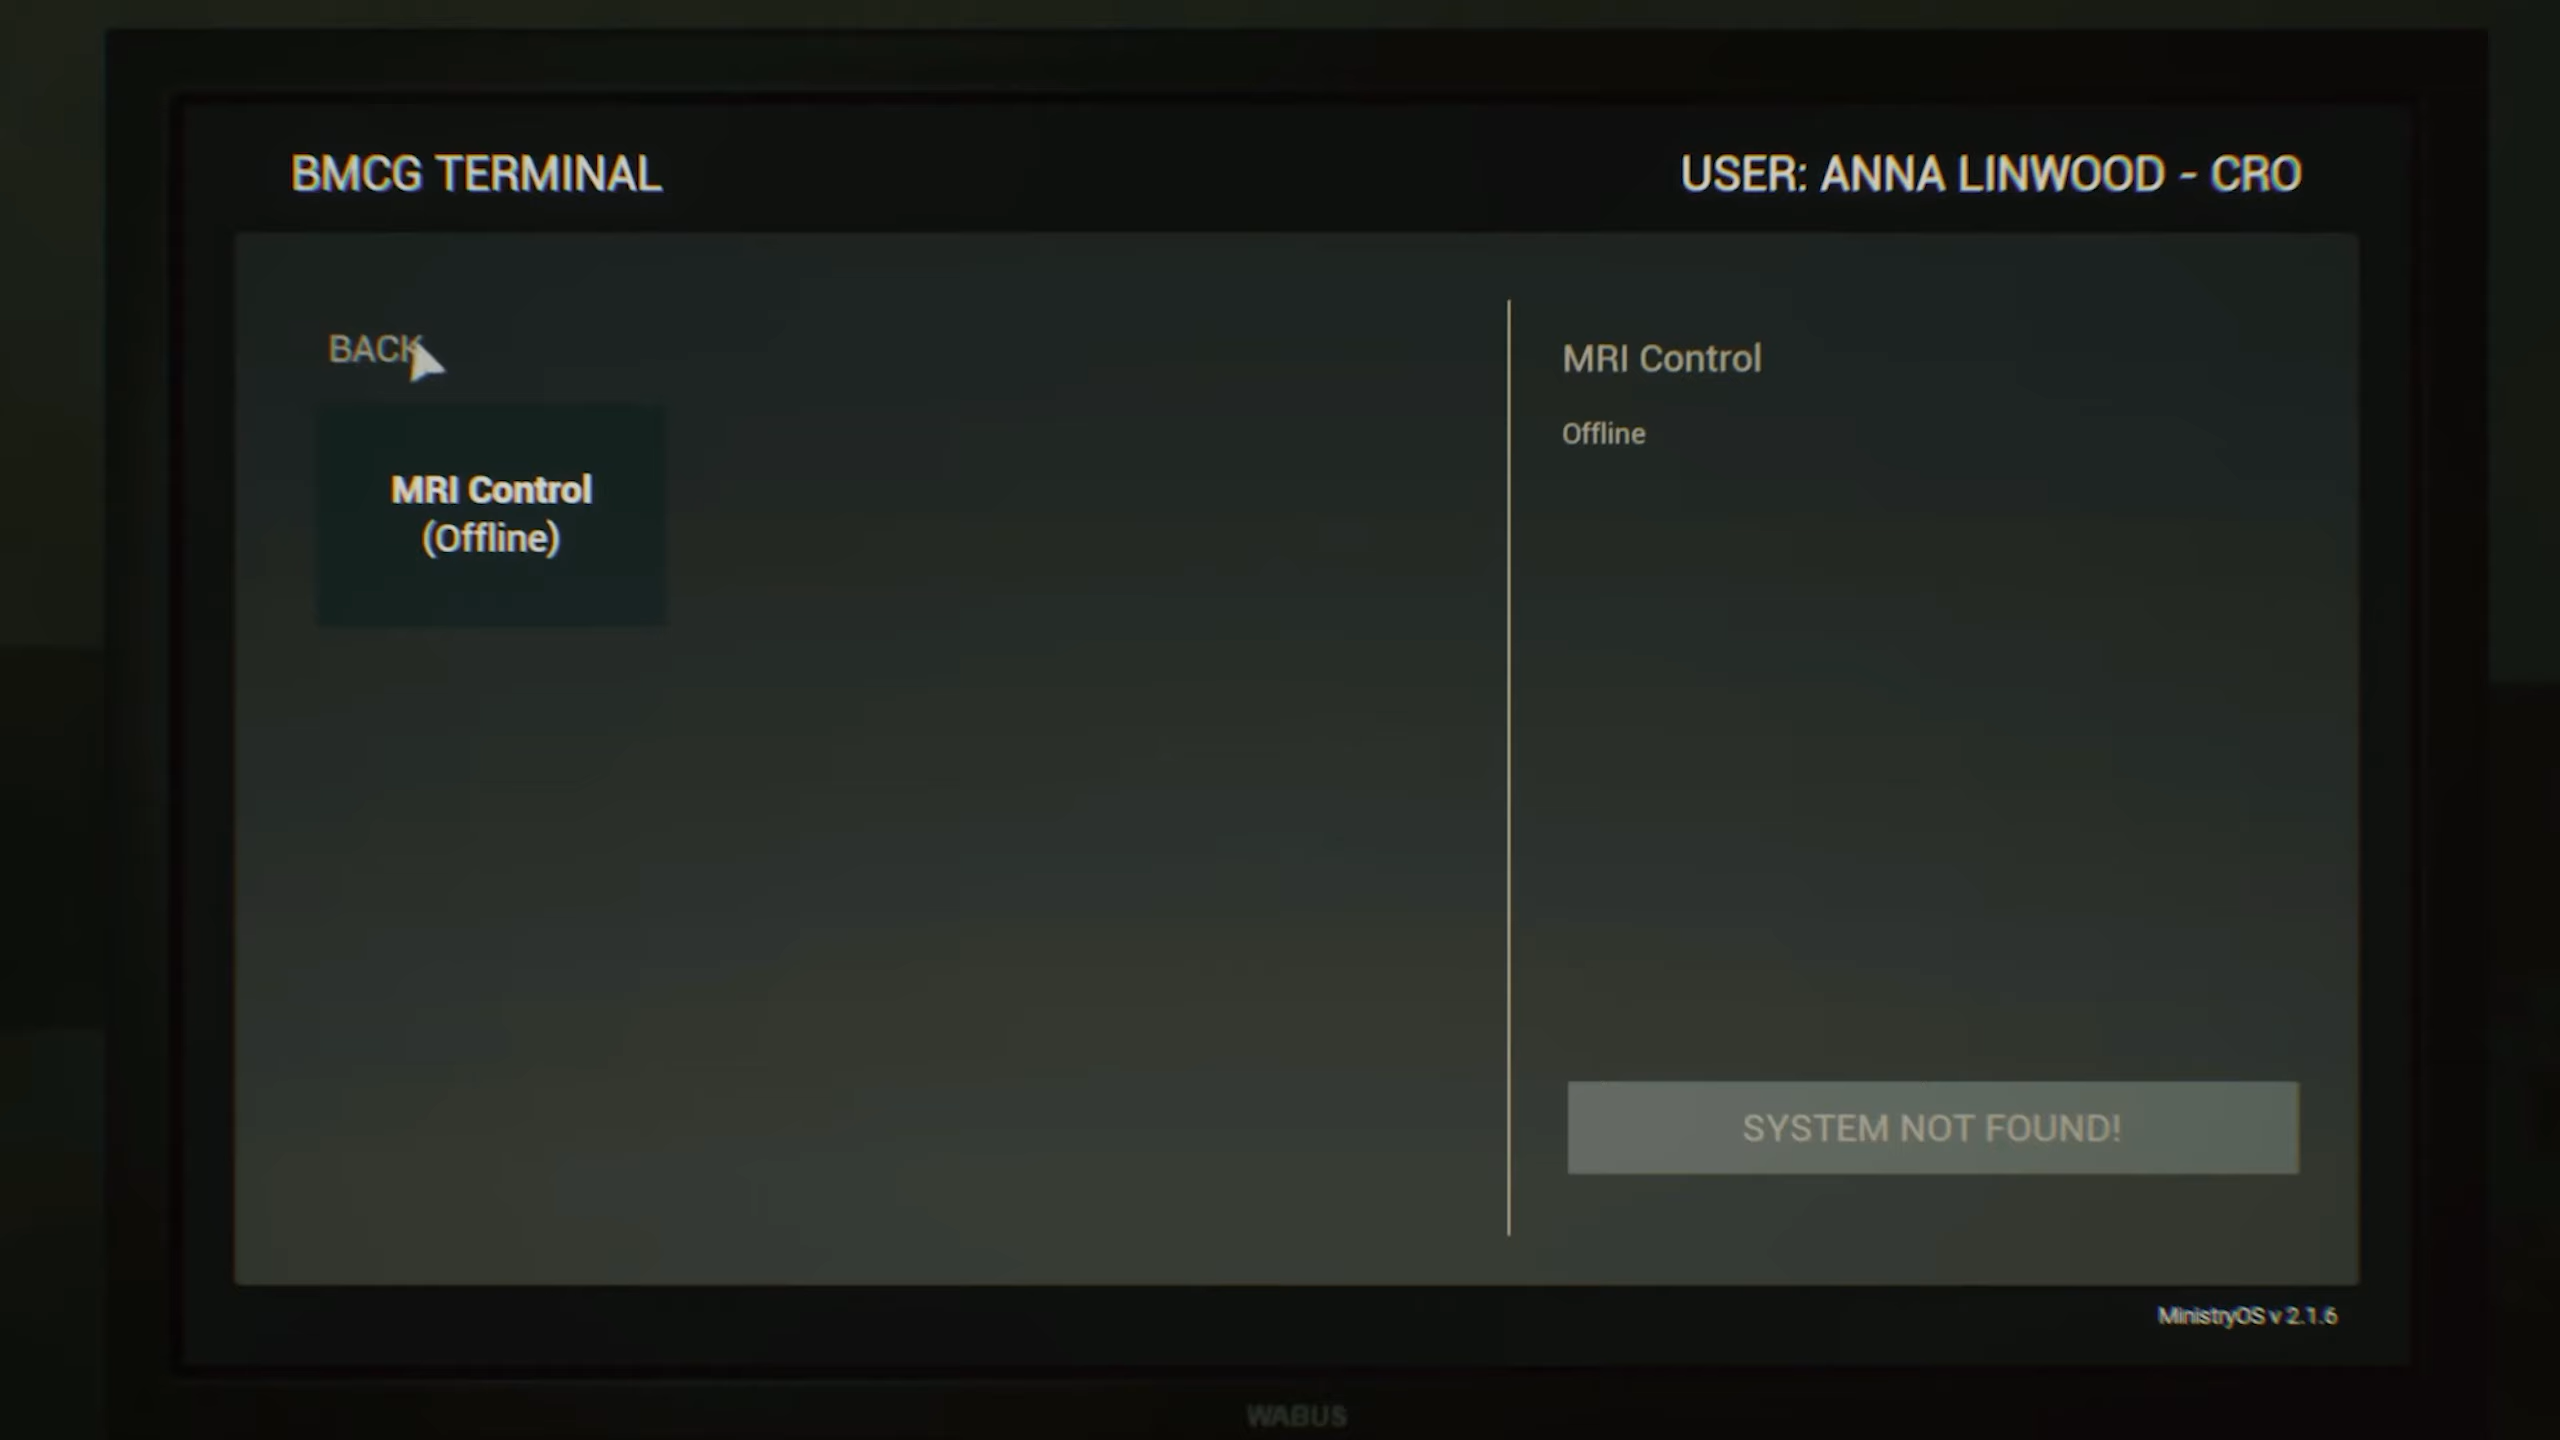 BMCG TERMINAL
USER: ANNA LINWOOD - CRO
BACK
MRI Control
(Offline)
MRI Control
Offline
SYSTEM NOT FOUND!
MinistryOS v 2.1.6
WABUS